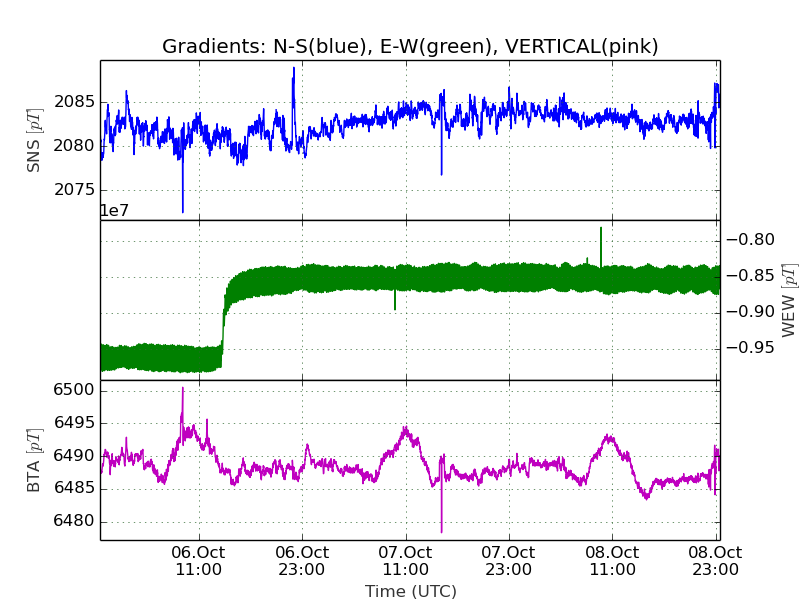 Gradients: N-S(blue), E-W(green), VERTICAL(pink)
SNS [pT]
2085
2080
2075
1e7
−0.80
−0.85
−0.90
−0.95
WEW [pT]
BTA [pT]
6500
6495
6490
6485
6480
06.Oct 06.Oct 07.Oct 07.Oct 08.Oct 08.Oct
11:00 23:00 11:00 23:00 11:00 23:00
Time (UTC)